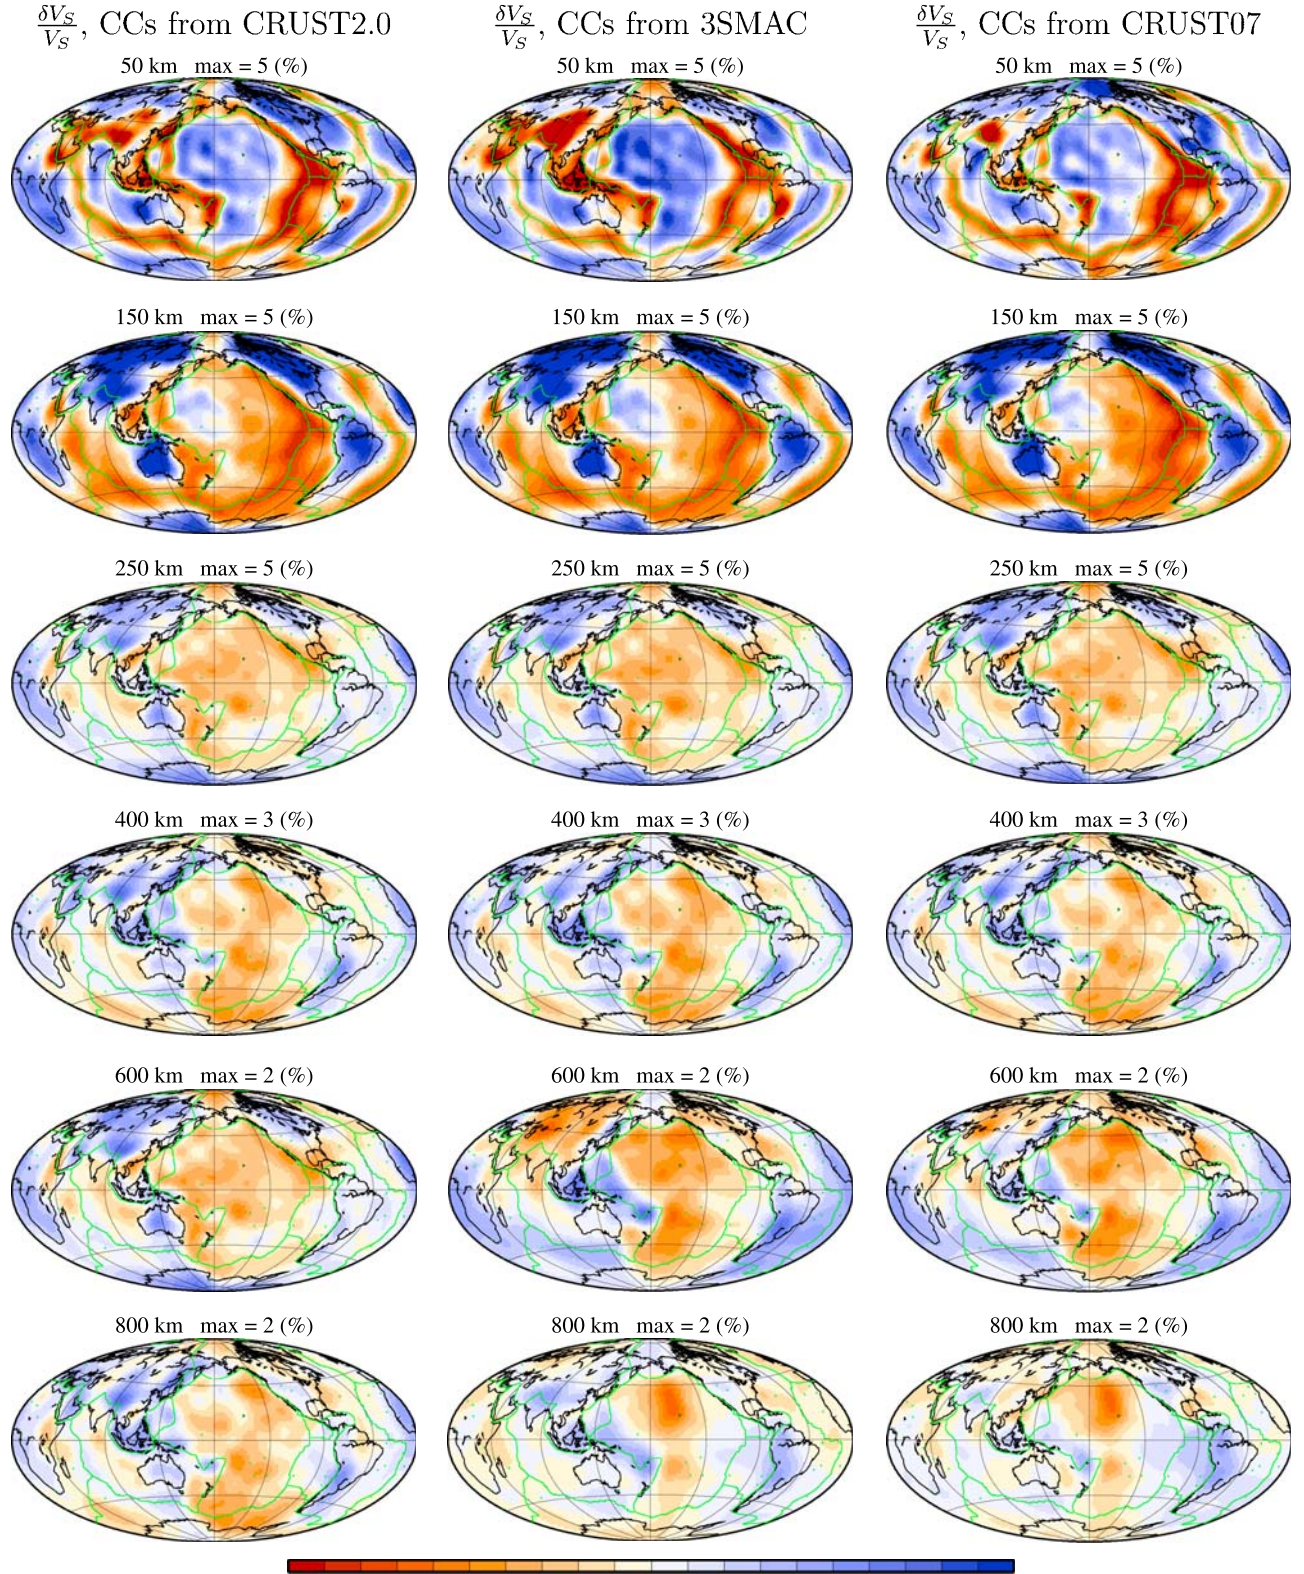 δV_S/V_S, CCs from CRUST2.0 δV_S/V_S, CCs from 3SMAC δV_S/V_S, CCs from CRUST07
50 km max = 5 (%) 50 km max = 5 (%) 50 km max = 5 (%)
150 km max = 5 (%) 150 km max = 5 (%) 150 km max = 5 (%)
250 km max = 5 (%) 250 km max = 5 (%) 250 km max = 5 (%)
400 km max = 3 (%) 400 km max = 3 (%) 400 km max = 3 (%)
600 km max = 2 (%) 600 km max = 2 (%) 600 km max = 2 (%)
800 km max = 2 (%) 800 km max = 2 (%) 800 km max = 2 (%)